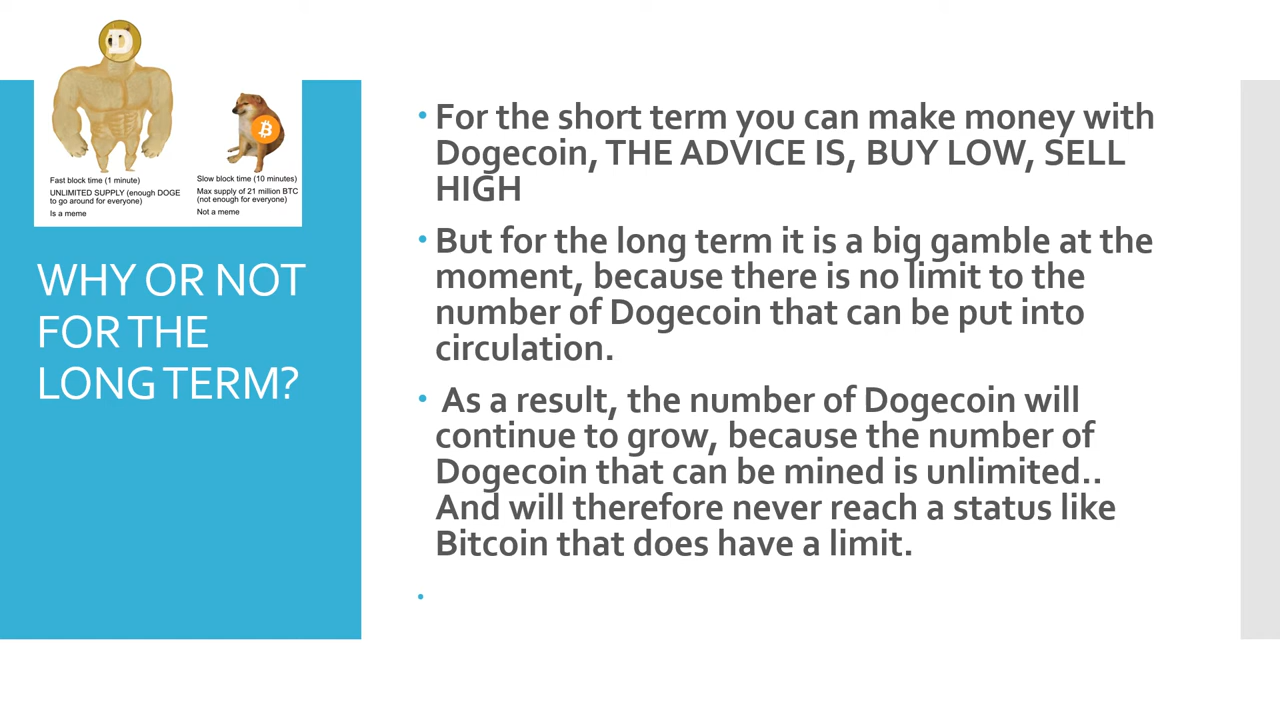 Fast block time (1 minute)
UNLIMITED SUPPLY (enough DOGE
to go around for everyone)
Is a meme
Slow block time (10 minutes)
Max supply of 21 million BTC
(not enough for everyone)
Not a meme
WHY OR NOT
FOR THE
LONG TERM?
• For the short term you can make money with
Dogecoin, THE ADVICE IS, BUY LOW, SELL
HIGH
• But for the long term it is a big gamble at the
moment, because there is no limit to the
number of Dogecoin that can be put into
circulation.
• As a result, the number of Dogecoin will
continue to grow, because the number of
Dogecoin that can be mined is unlimited..
And will therefore never reach a status like
Bitcoin that does have a limit.
•